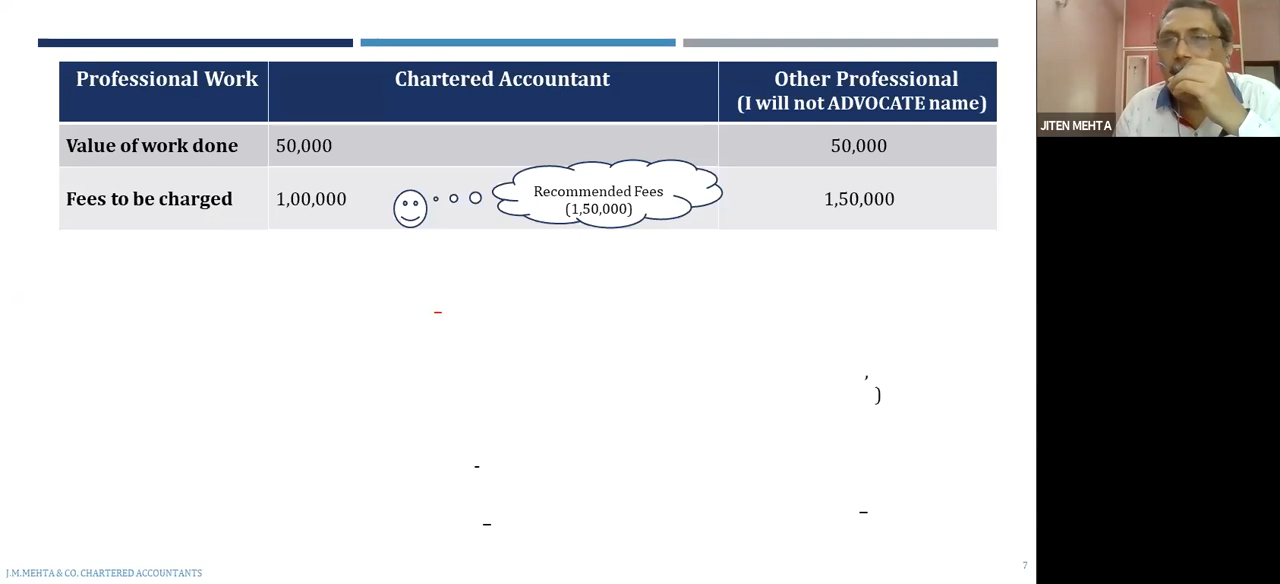 Professional Work
Chartered Accountant
Other Professional
(I will not ADVOCATE name)
Value of work done
50,000
50,000
Fees to be charged
1,00,000
Recommended Fees
(1,50,000)
1,50,000
–
,
)
-
–
–
J.M.MEHTA & CO. CHARTERED ACCOUNTANTS
7
JITEN MEHTA